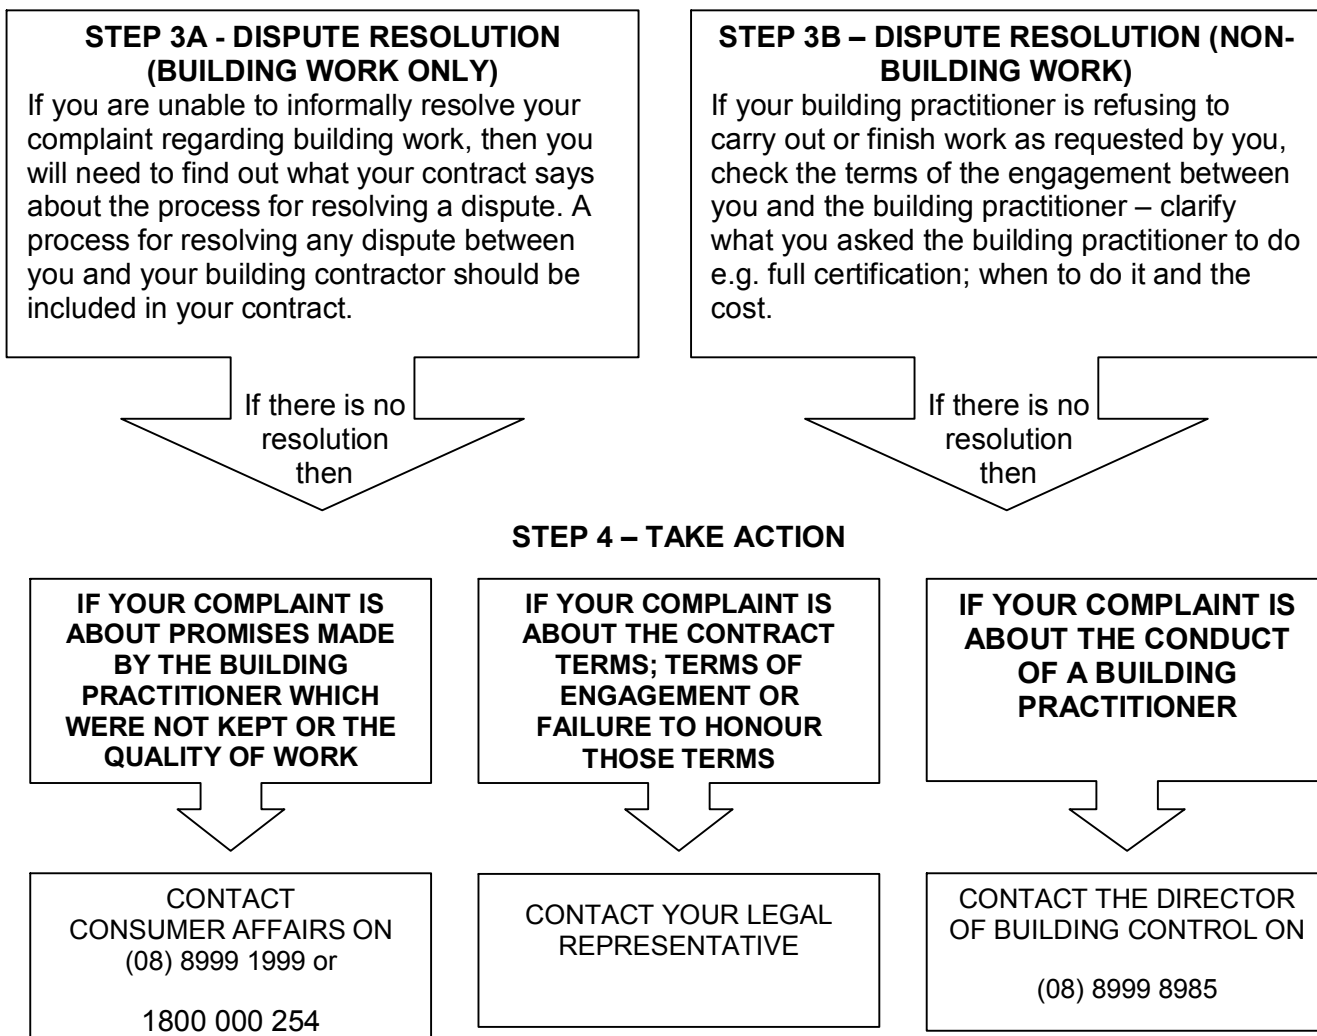 STEP 3A - DISPUTE RESOLUTION
(BUILDING WORK ONLY)
If you are unable to informally resolve your
complaint regarding building work, then you
will need to find out what your contract says
about the process for resolving a dispute. A
process for resolving any dispute between
you and your building contractor should be
included in your contract.
STEP 3B – DISPUTE RESOLUTION (NON-
BUILDING WORK)
If your building practitioner is refusing to
carry out or finish work as requested by you,
check the terms of the engagement between
you and the building practitioner – clarify
what you asked the building practitioner to do
e.g. full certification; when to do it and the
cost.
If there is no
resolution
then
If there is no
resolution
then
STEP 4 – TAKE ACTION
IF YOUR COMPLAINT IS
ABOUT PROMISES MADE
BY THE BUILDING
PRACTITIONER WHICH
WERE NOT KEPT OR THE
QUALITY OF WORK
IF YOUR COMPLAINT IS
ABOUT THE CONTRACT
TERMS; TERMS OF
ENGAGEMENT OR
FAILURE TO HONOUR
THOSE TERMS
IF YOUR COMPLAINT IS
ABOUT THE CONDUCT
OF A BUILDING
PRACTITIONER
CONTACT
CONSUMER AFFAIRS ON
(08) 8999 1999 or
1800 000 254
CONTACT YOUR LEGAL
REPRESENTATIVE
CONTACT THE DIRECTOR
OF BUILDING CONTROL ON
(08) 8999 8985